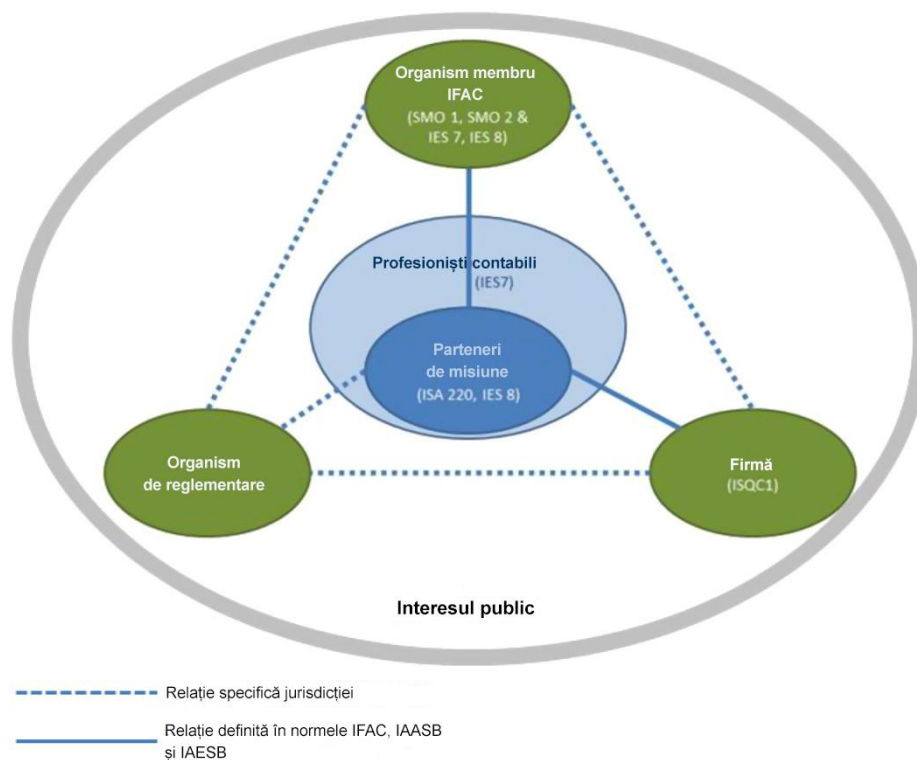 Organism membru
IFAC
(SMO 1, SMO 2 &
IES 7, IES 8)
Profesioniști contabili
(IES7)
Parteneri
de misiune
(ISA 220, IES 8)
Organism
de reglementare
Firmă
(ISQC1)
Interesul public
Relație specifică jurisdicției
Relație definită în normele IFAC, IAASB
și IAESB